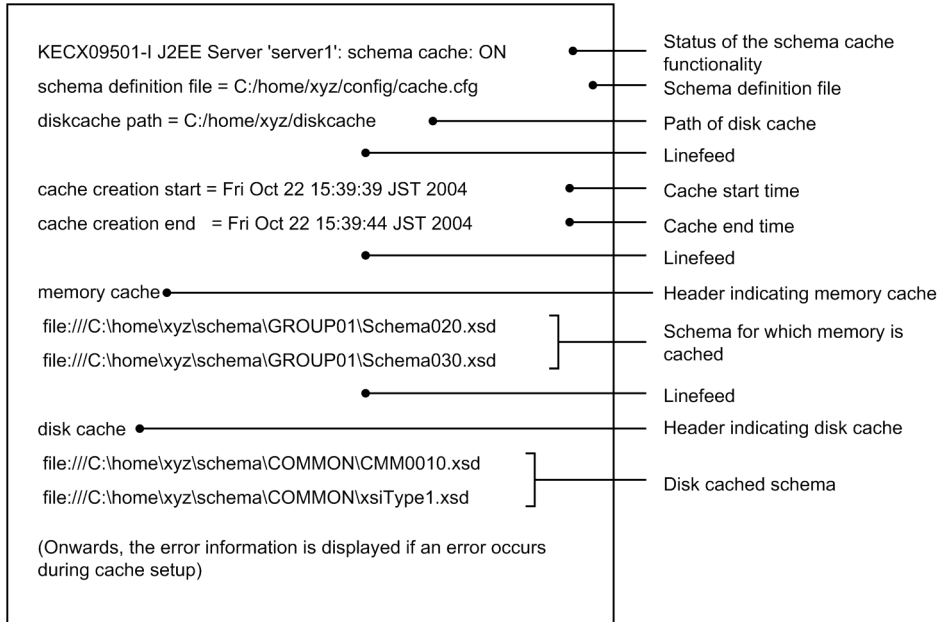 KECX09501-I J2EE Server 'server1': schema cache: ON
Status of the schema cache
functionality
schema definition file = C:/home/xyz/config/cache.cfg
Schema definition file
diskcache path = C:/home/xyz/diskcache
Path of disk cache
Linefeed
cache creation start = Fri Oct 22 15:39:39 JST 2004
Cache start time
cache creation end = Fri Oct 22 15:39:44 JST 2004
Cache end time
Linefeed
memory cache
Header indicating memory cache
file:///C:\home\xyz\schema\GROUP01\Schema020.xsd
file:///C:\home\xyz\schema\GROUP01\Schema030.xsd
Schema for which memory is
cached
Linefeed
disk cache
Header indicating disk cache
file:///C:\home\xyz\schema\COMMON\CMM0010.xsd
file:///C:\home\xyz\schema\COMMON\xsiType1.xsd
Disk cached schema
(Onwards, the error information is displayed if an error occurs
during cache setup)